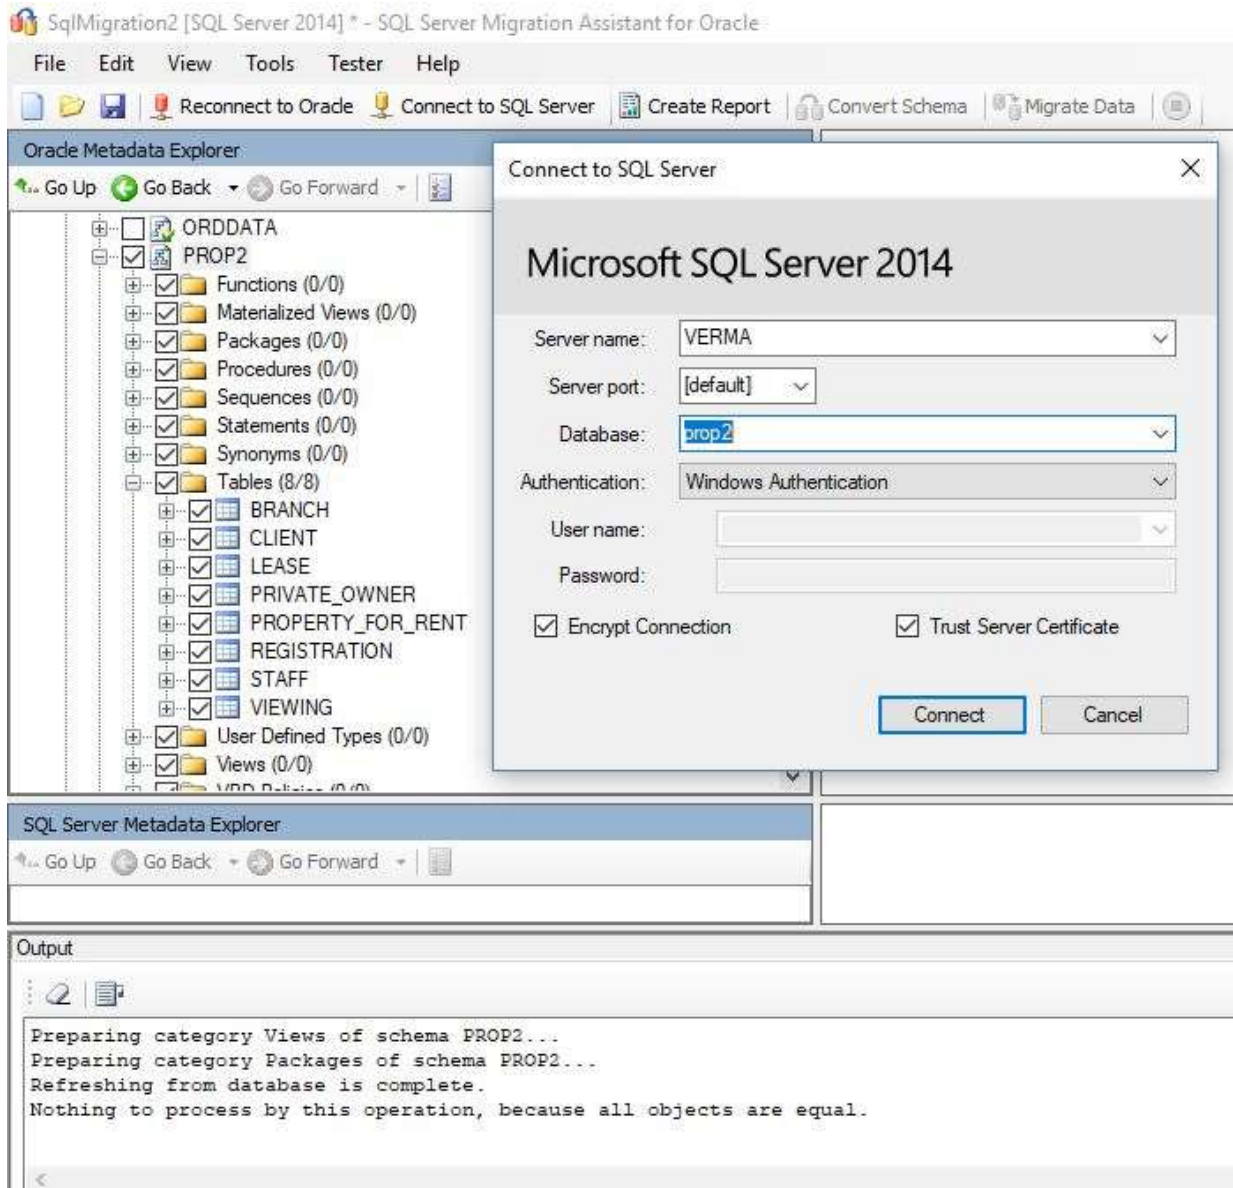 SqlMigration2 [SQL Server 2014] * - SQL Server Migration Assistant for Oracle
File Edit View Tools Tester Help
Reconnect to Oracle Connect to SQL Server Create Report Convert Schema Migrate Data
Oracle Metadata Explorer
Go Up Go Back Go Forward
ORDDATA
PROP2
Functions (0/0)
Materialized Views (0/0)
Packages (0/0)
Procedures (0/0)
Sequences (0/0)
Statements (0/0)
Synonyms (0/0)
Tables (8/8)
BRANCH
CLIENT
LEASE
PRIVATE_OWNER
PROPERTY_FOR_RENT
REGISTRATION
STAFF
VIEWING
User Defined Types (0/0)
Views (0/0)
Connect to SQL Server
Microsoft SQL Server 2014
Server name: VERMA
Server port: [default]
Database: prop2
Authentication: Windows Authentication
User name:
Password:
Encrypt Connection Trust Server Certificate
Connect Cancel
SQL Server Metadata Explorer
Go Up Go Back Go Forward
Output
Preparing category Views of schema PROP2...
Preparing category Packages of schema PROP2...
Refreshing from database is complete.
Nothing to process by this operation, because all objects are equal.